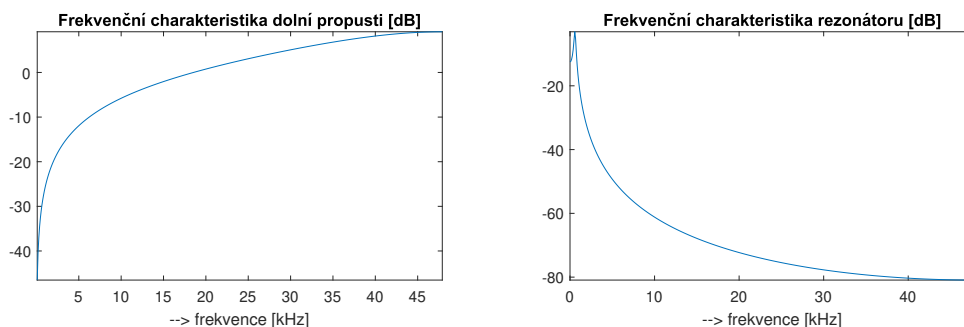 Frekvenční charakteristika dolní propusti [dB]
0
-10
-20
-30
-40
5 10 15 20 25 30 35 40 45
--> frekvence [kHz]
Frekvenční charakteristika rezonátoru [dB]
-20
-40
-60
-80
0 10 20 30 40
--> frekvence [kHz]